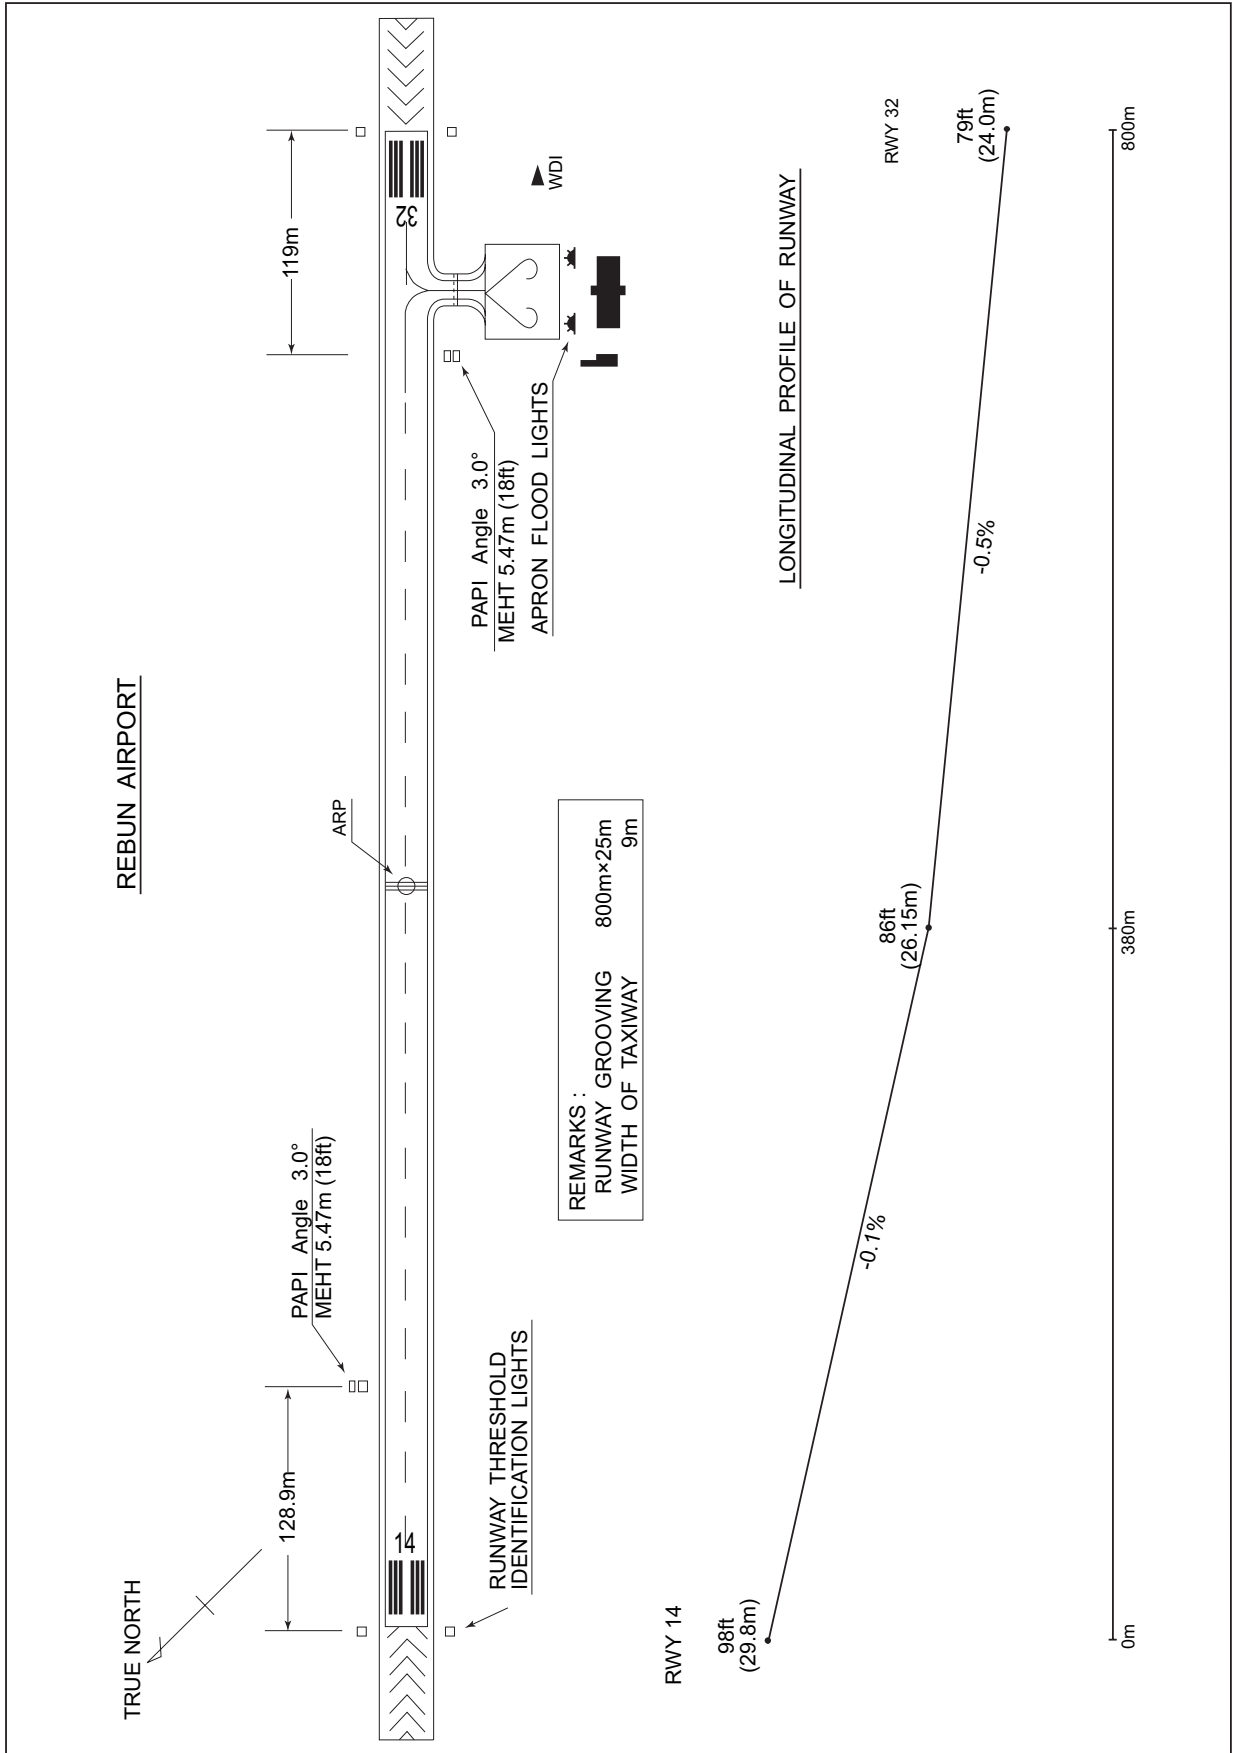 REBUN AIRPORT
TRUE NORTH
128.9m
PAPI Angle 3.0°
MEHT 5.47m (18ft)
ARP
119m
14
32
RUNWAY THRESHOLD
IDENTIFICATION LIGHTS
PAPI Angle 3.0°
MEHT 5.47m (18ft)
APRON FLOOD LIGHTS
WDI
REMARKS :
RUNWAY GROOVING 800m×25m
WIDTH OF TAXIWAY 9m
LONGITUDINAL PROFILE OF RUNWAY
RWY 14
98ft
(29.8m)
-0.1%
86ft
(26.15m)
-0.5%
RWY 32
79ft
(24.0m)
0m
380m
800m